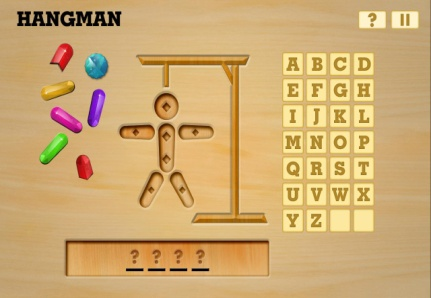 HANGMAN
?
A B C D
E F G H
I J K L
M N O P
Q R S T
U V W X
Y Z
? ? ? ?